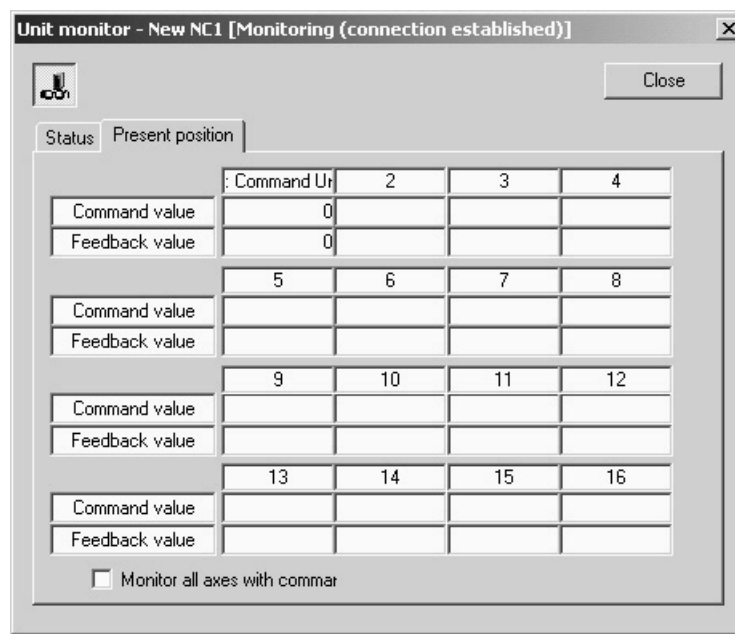 Unit monitor - New NC1 [Monitoring (connection established)]
Close
Status Present position
: Command Ur 2 3 4
Command value 0
Feedback value 0
5 6 7 8
Command value
Feedback value
9 10 11 12
Command value
Feedback value
13 14 15 16
Command value
Feedback value
Monitor all axes with commar